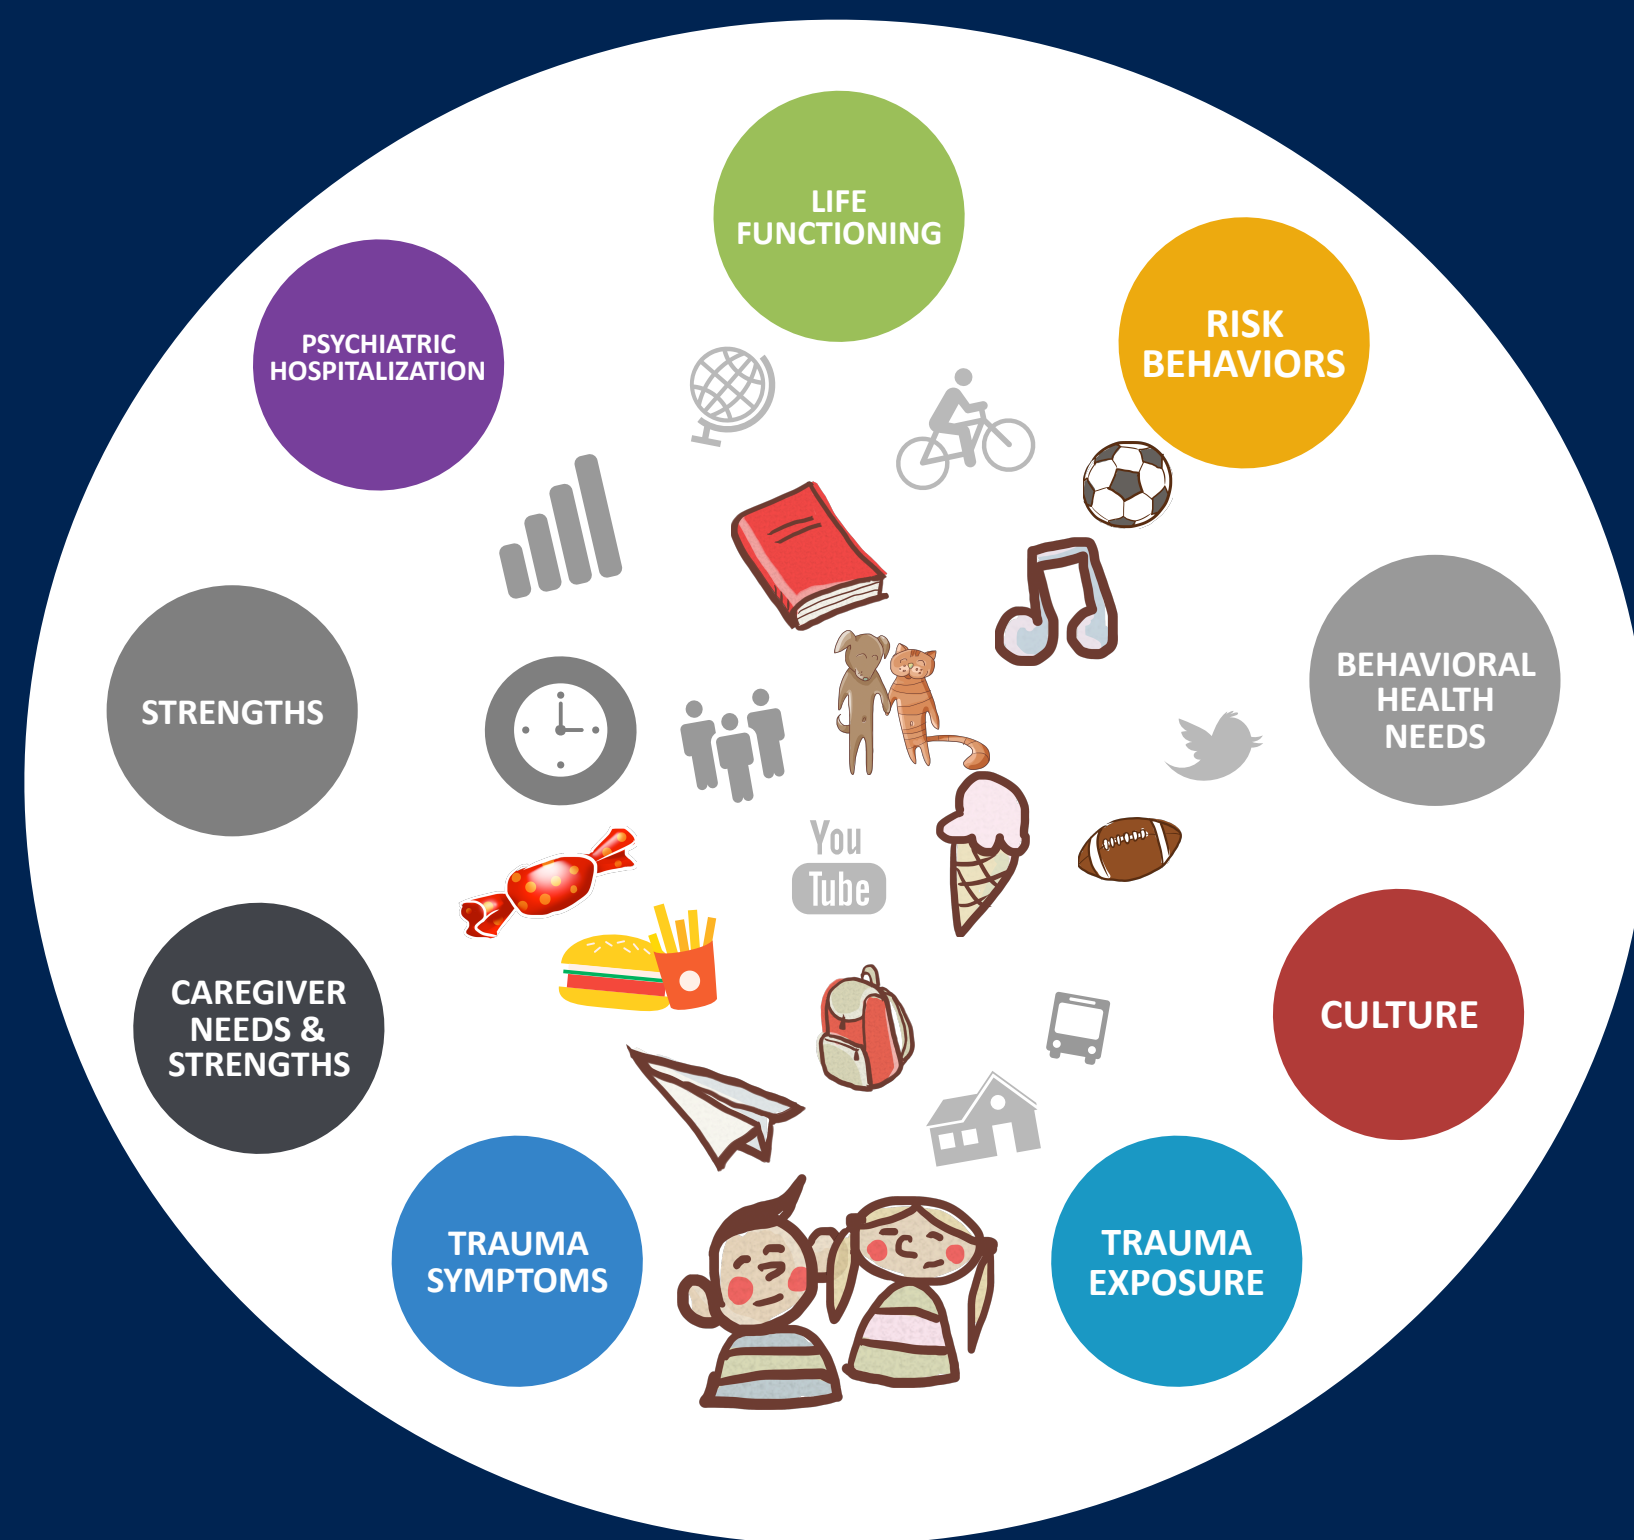 LIFE
FUNCTIONING
RISK
BEHAVIORS
PSYCHIATRIC
HOSPITALIZATION
BEHAVIORAL
HEALTH
NEEDS
STRENGTHS
You
Tube
CAREGIVER
NEEDS &
STRENGTHS
CULTURE
TRAUMA
SYMPTOMS
TRAUMA
EXPOSURE